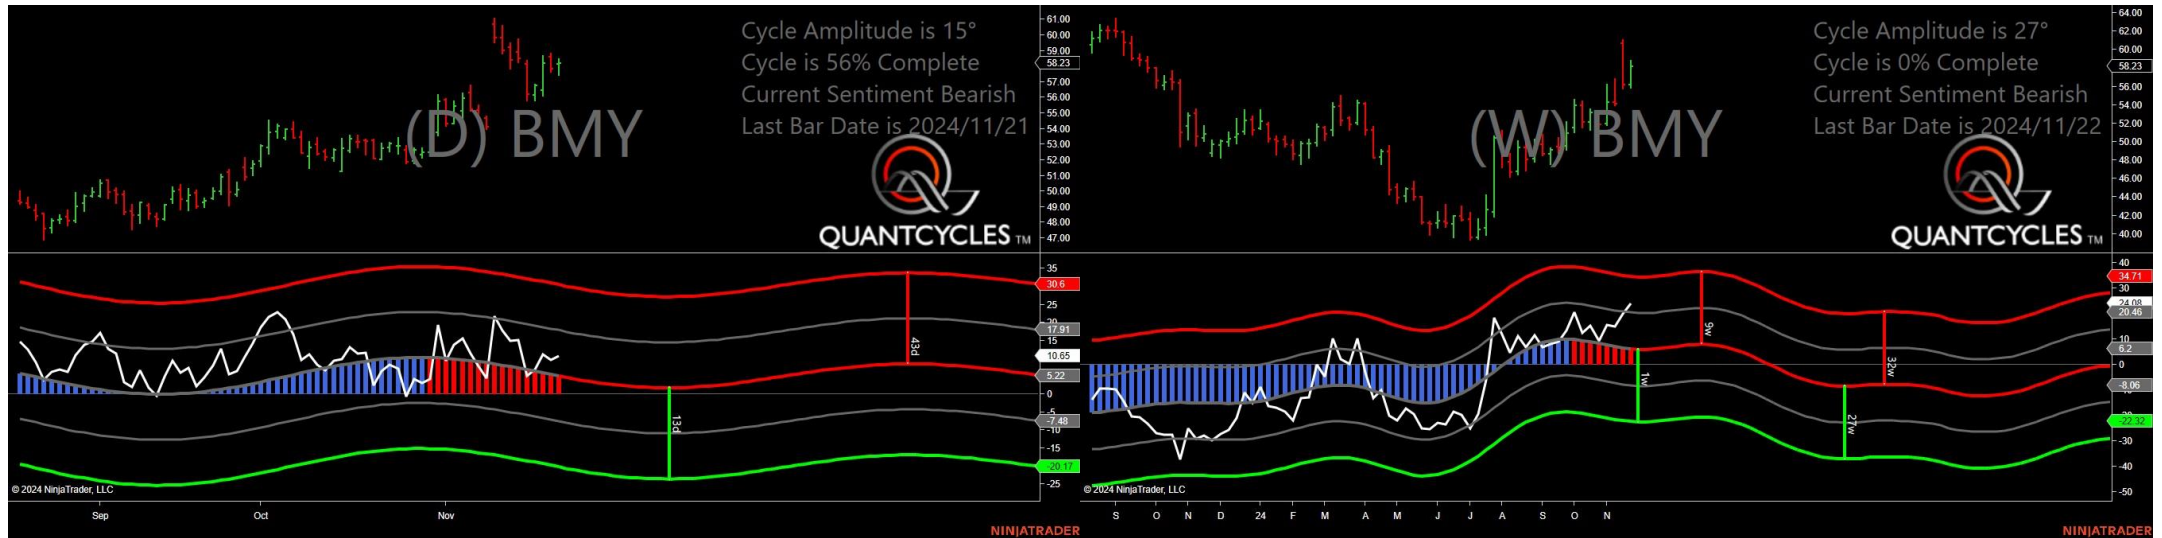 Cycle Amplitude is 15°
Cycle is 56% Complete
Current Sentiment Bearish
Last Bar Date is 2024/11/21
(D) BMY
QUANTCYCLES TM
61.00
60.00
59.00
58.23
57.00
56.00
55.00
54.00
53.00
52.00
51.00
50.00
49.00
48.00
47.00
35
30.6
25
17.91
15
10.65
5.22
0
-7.48
-10
-15
-20.17
-25
43d
13d
© 2024 NinjaTrader, LLC
Sep Oct Nov
NINJATRADER
Cycle Amplitude is 27°
Cycle is 0% Complete
Current Sentiment Bearish
Last Bar Date is 2024/11/22
(W) BMY
QUANTCYCLES TM
64.00
62.00
60.00
58.23
56.00
54.00
52.00
50.00
48.00
46.00
44.00
42.00
40.00
40
34.71
30
24.08
20.46
10
6.2
0
-8.06
-22.32
-30
-40
-50
9w
1w
32w
27w
© 2024 NinjaTrader, LLC
S O N D 24 F M A M J J A S O N
NINJATRADER